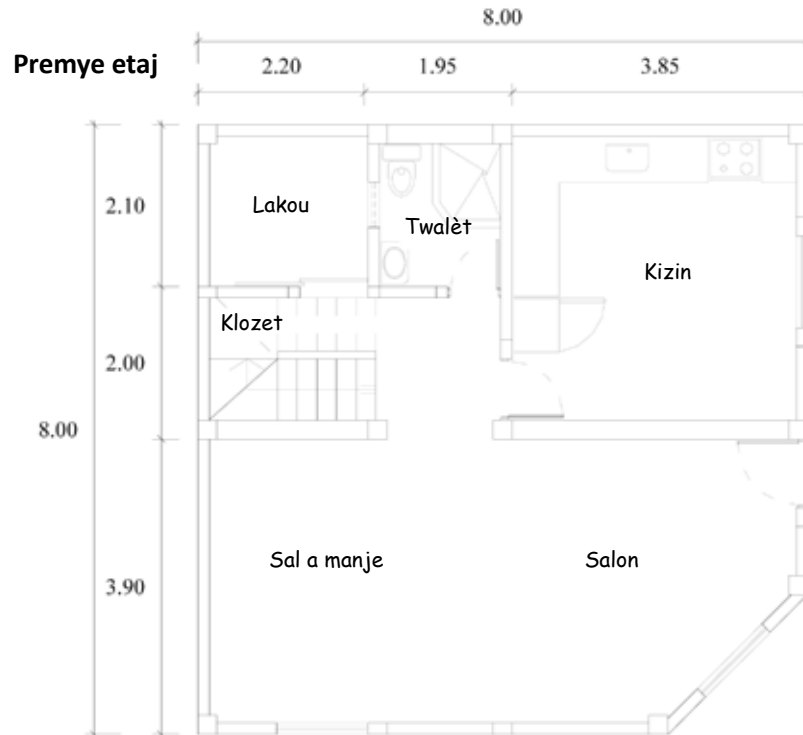 8.00
Premye etaj
2.20 1.95 3.85
2.10
Lakou
Twalèt
Kizin
Klozet
2.00
8.00
Sal a manje
Salon
3.90